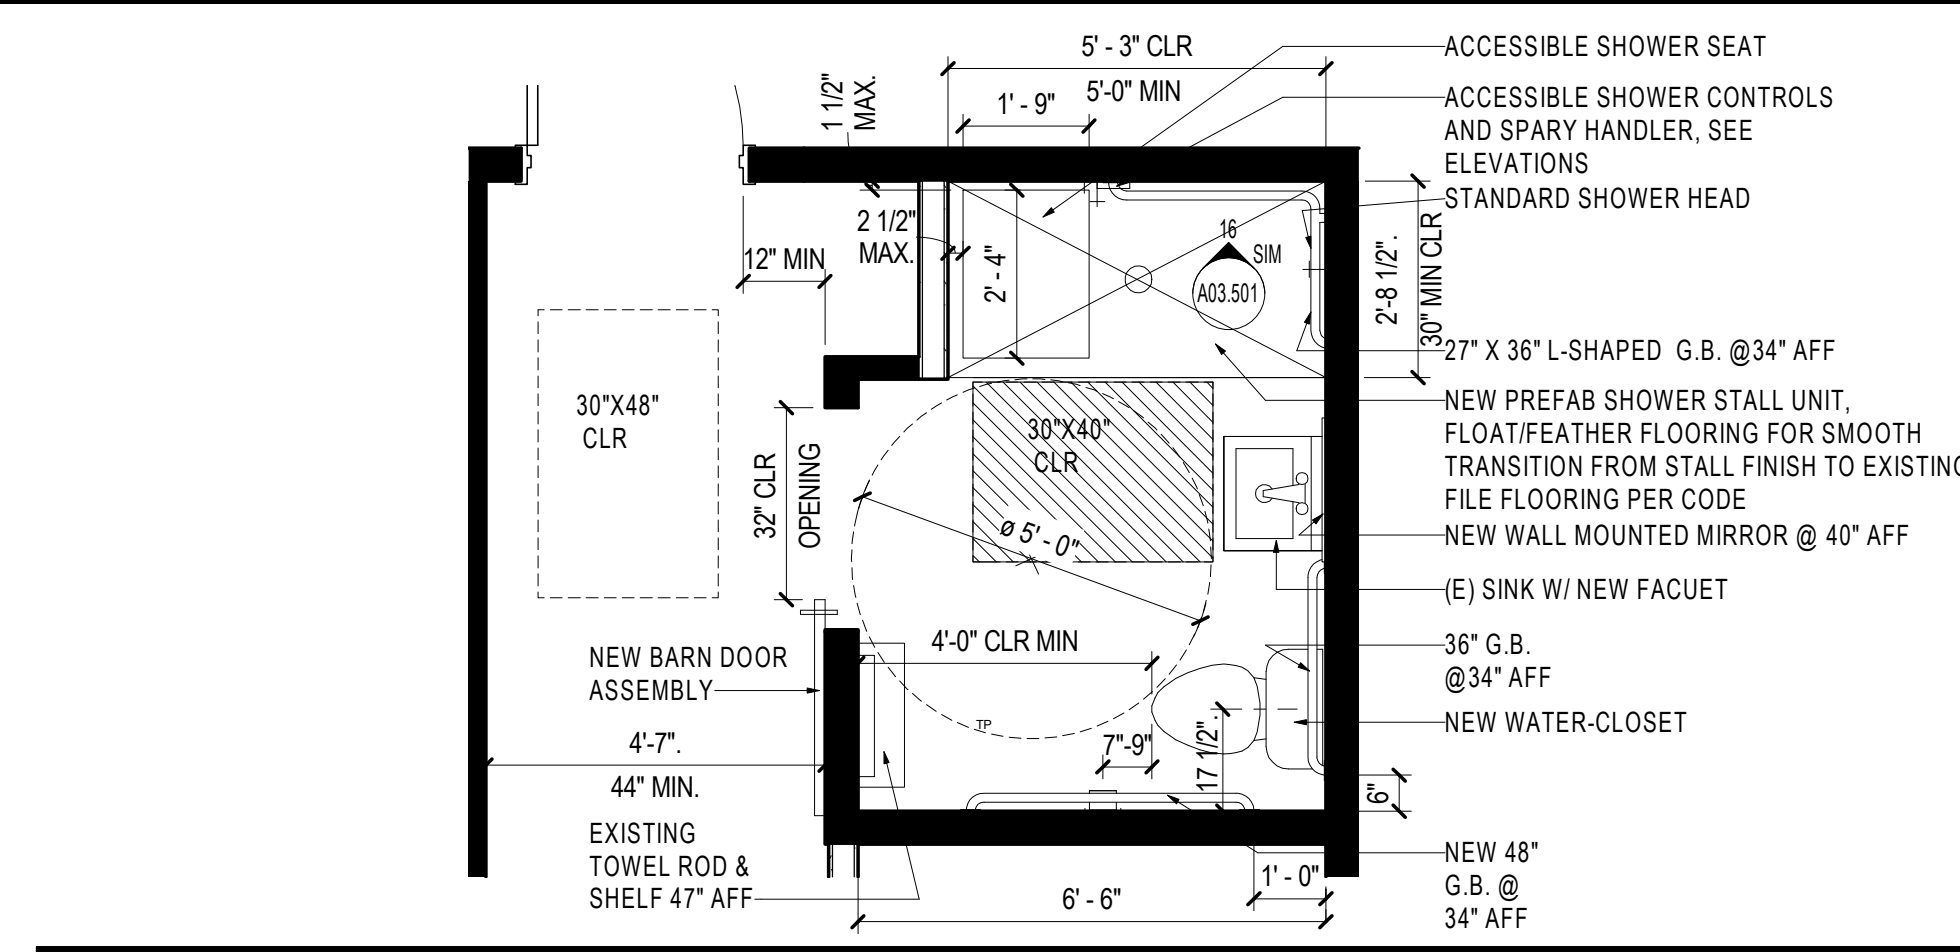 5' - 3" CLR
5'-0" MIN
1' - 9"
1 1/2"
MAX.
2 1/2"
MAX.
12" MIN
2' - 4"
16
SIM
A03.501
2'-8 1/2" .
30" MIN CLR
30"X48"
CLR
30"X40"
CLR
32" CLR
OPENING
ø 5' - 0"
4'-0" CLR MIN
TP
7"-9"
17 1/2" .
6"
NEW BARN DOOR
ASSEMBLY
4'-7".
44" MIN.
EXISTING
TOWEL ROD &
SHELF 47" AFF
6' - 6"
1' - 0"
ACCESSIBLE SHOWER SEAT
ACCESSIBLE SHOWER CONTROLS
AND SPARY HANDLER, SEE
ELEVATIONS
STANDARD SHOWER HEAD
27" X 36" L-SHAPED G.B. @34" AFF
NEW PREFAB SHOWER STALL UNIT,
FLOAT/FEATHER FLOORING FOR SMOOTH
TRANSITION FROM STALL FINISH TO EXISTING
FILE FLOORING PER CODE
NEW WALL MOUNTED MIRROR @ 40" AFF
(E) SINK W/ NEW FACUET
36" G.B.
@34" AFF
NEW WATER-CLOSET
NEW 48"
G.B. @
34" AFF